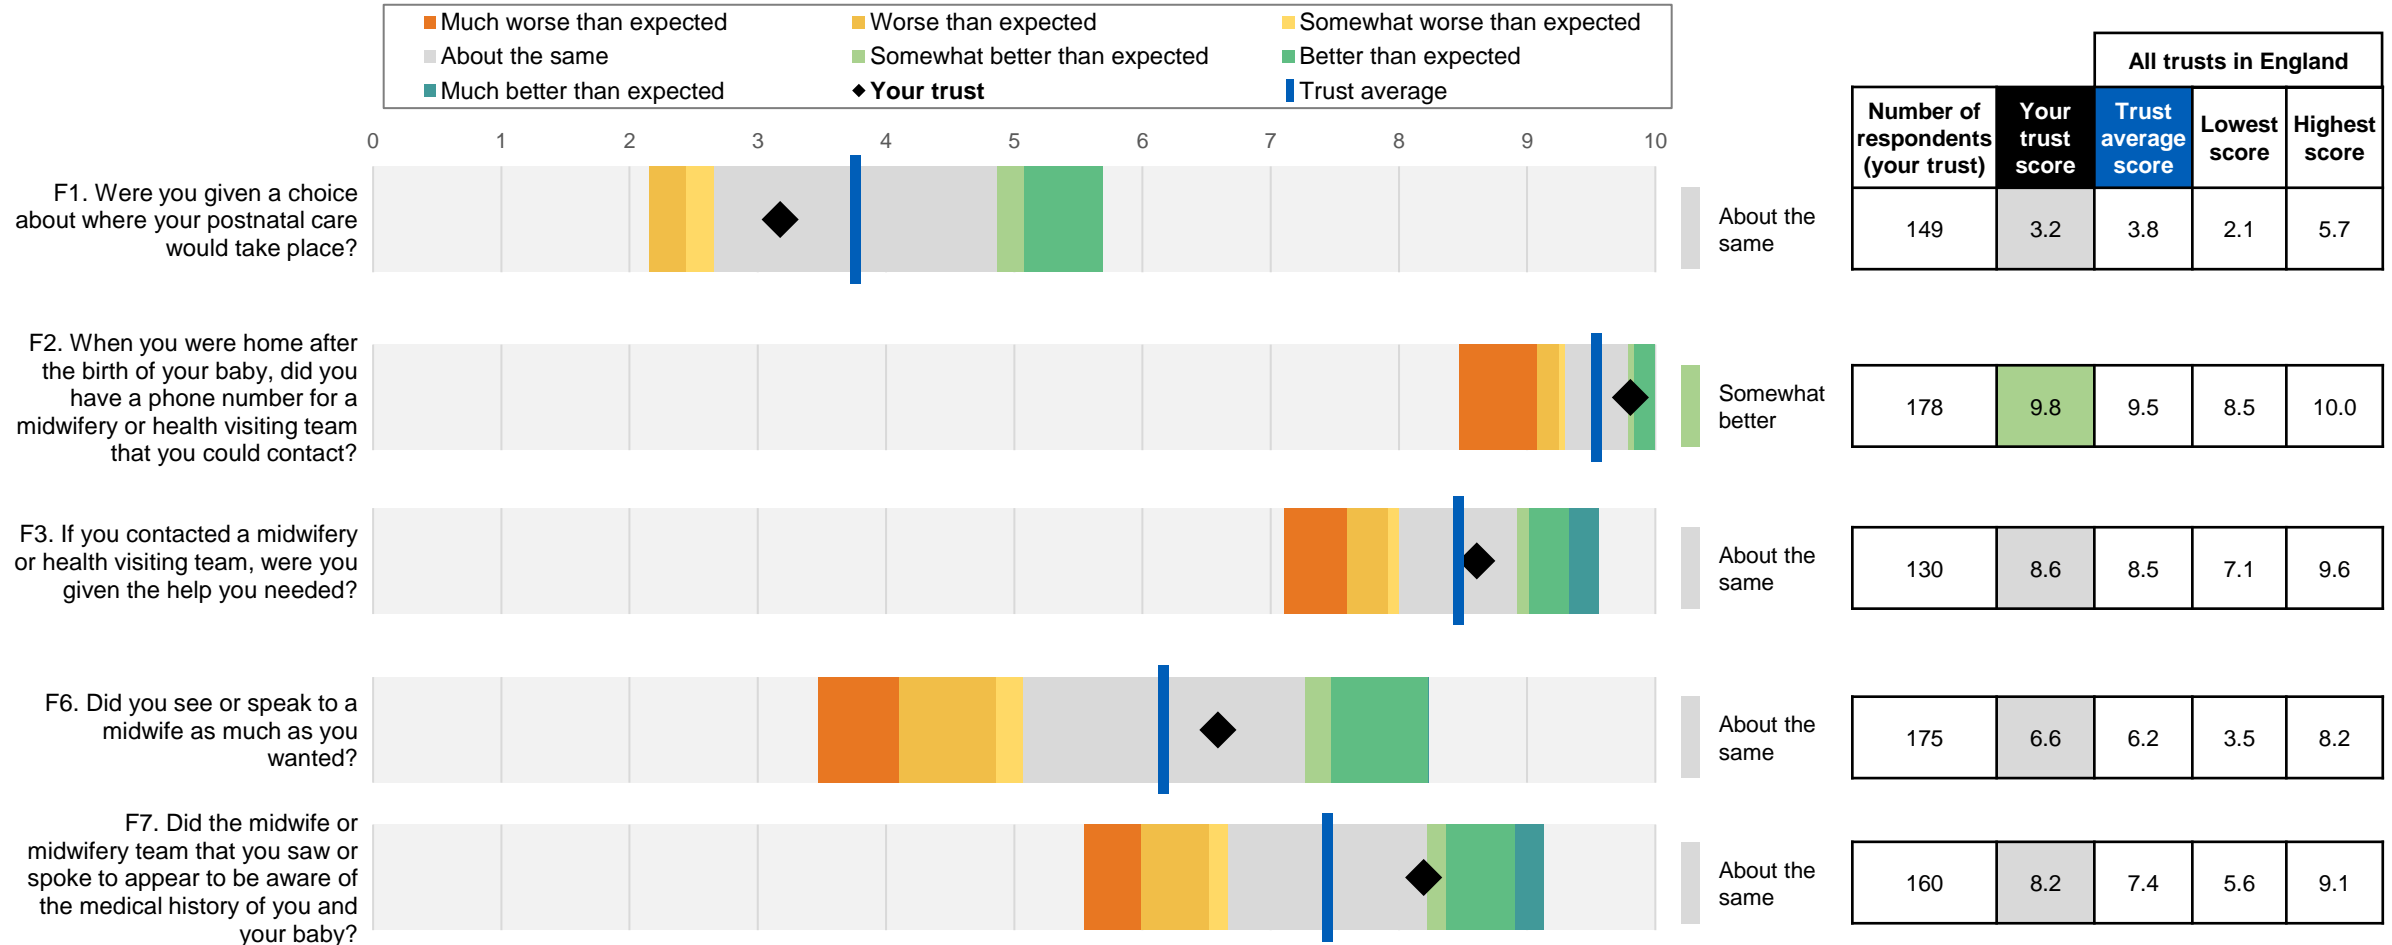 Much worse than expected
Worse than expected
Somewhat worse than expected
About the same
Somewhat better than expected
Better than expected
Much better than expected
Your trust
Trust average
All trusts in England
Number of
respondents
(your trust)
Your
trust
score
Trust
average
score
Lowest
score
Highest
score
0 1 2 3 4 5 6 7 8 9 10
F1. Were you given a choice
about where your postnatal care
would take place?
About the
same
149 3.2 3.8 2.1 5.7
F2. When you were home after
the birth of your baby, did you
have a phone number for a
midwifery or health visiting team
that you could contact?
Somewhat
better
178 9.8 9.5 8.5 10.0
F3. If you contacted a midwifery
or health visiting team, were you
given the help you needed?
About the
same
130 8.6 8.5 7.1 9.6
F6. Did you see or speak to a
midwife as much as you
wanted?
About the
same
175 6.6 6.2 3.5 8.2
F7. Did the midwife or
midwifery team that you saw or
spoke to appear to be aware of
the medical history of you and
your baby?
About the
same
160 8.2 7.4 5.6 9.1